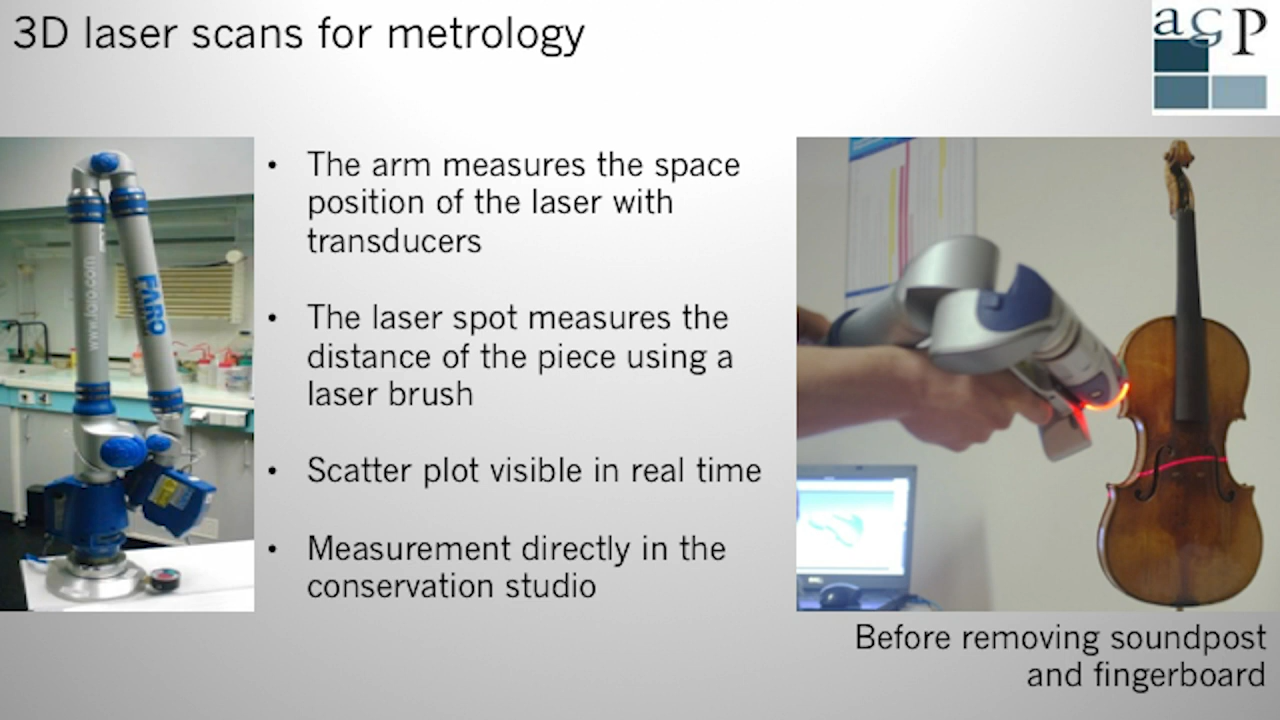 3D laser scans for metrology
agp
www.faro.com
FARO
• The arm measures the space
position of the laser with
transducers
• The laser spot measures the
distance of the piece using a
laser brush
• Scatter plot visible in real time
• Measurement directly in the
conservation studio
Before removing soundpost
and fingerboard